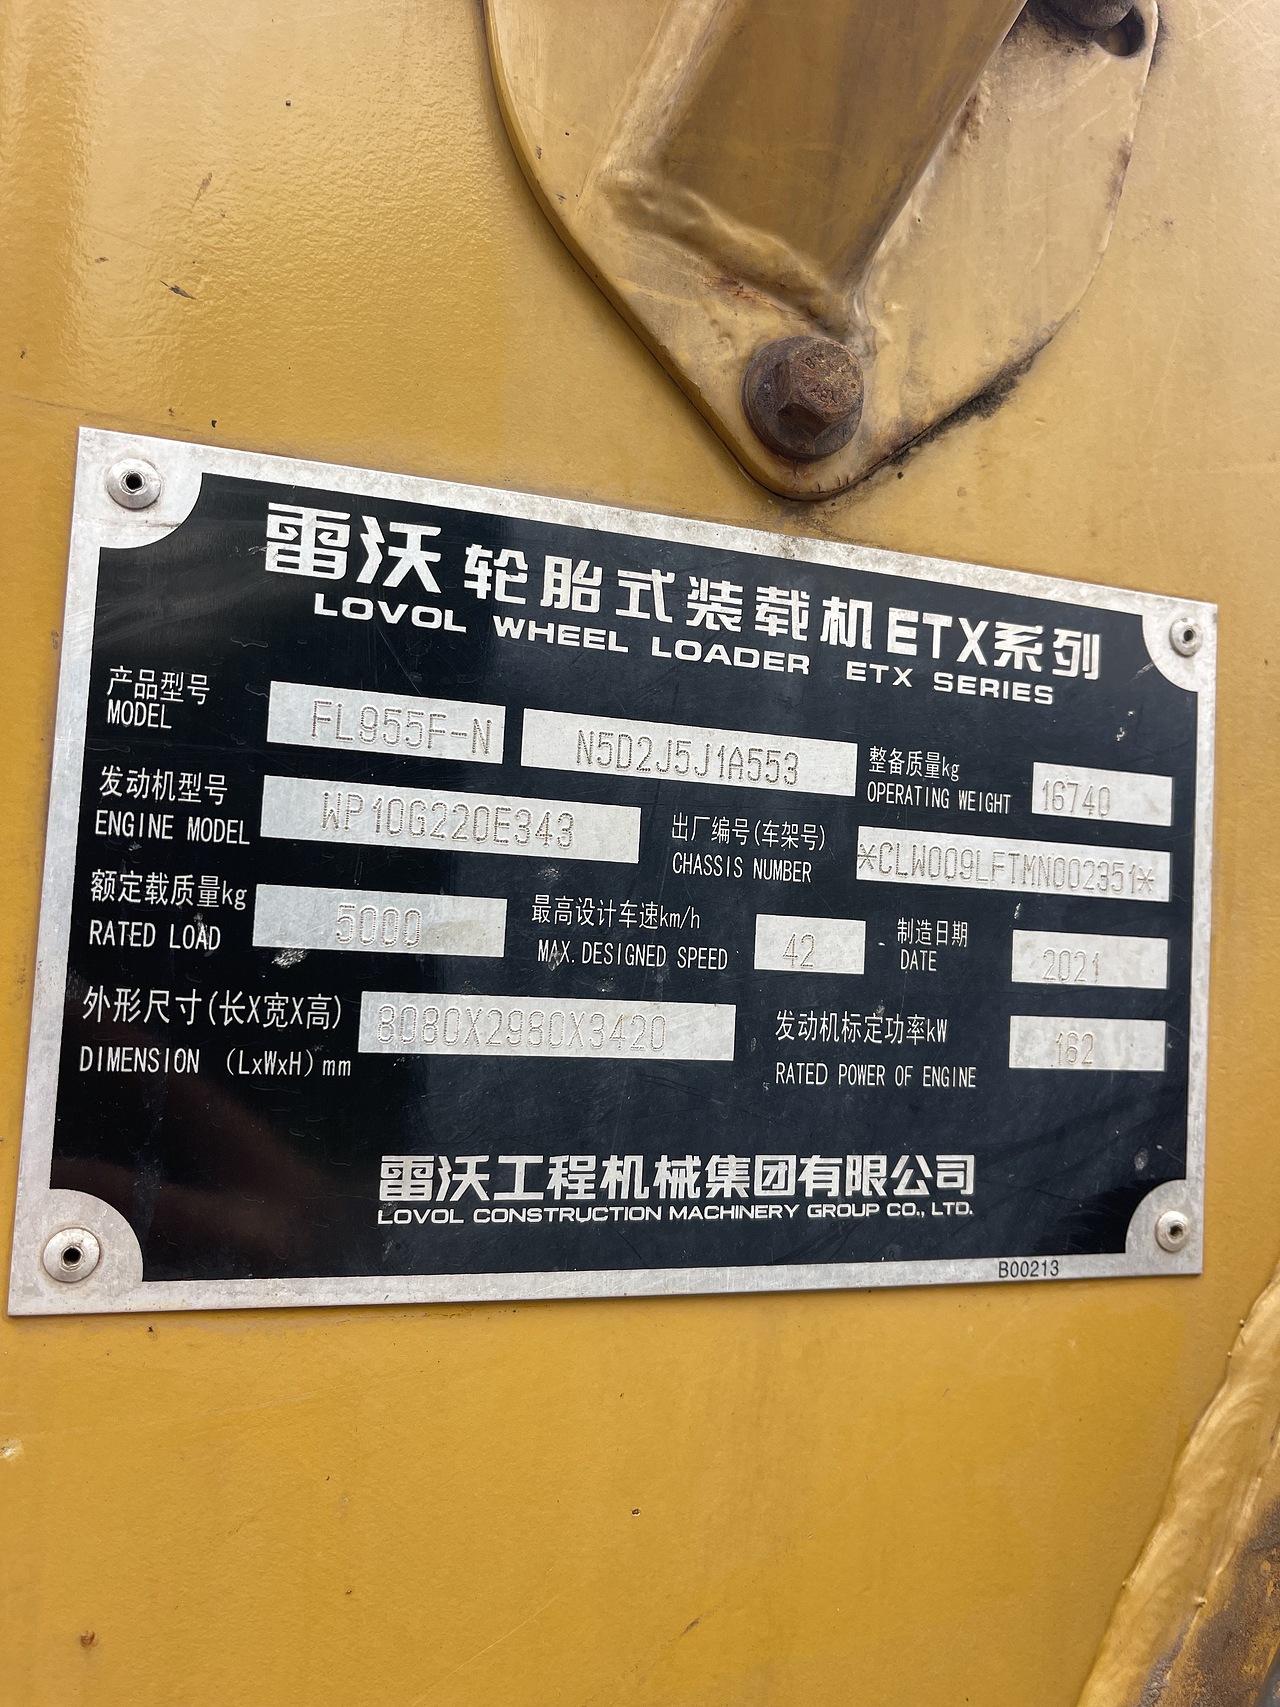 雷沃轮胎式装载机ETX系列
LOVOL WHEEL LOADER ETX SERIES
产品型号
MODEL
FL955F-N
N5D2J5J1A553
整备质量kg
OPERATING WEIGHT
16740
发动机型号
ENGINE MODEL
WP10G220E343
出厂编号(车架号)
CHASSIS NUMBER
*CLW009LFTMN002351*
额定载质量kg
RATED LOAD
5000
最高设计车速km/h
MAX. DESIGNED SPEED
42
制造日期
DATE
2021
外形尺寸(长X宽X高)
DIMENSION (LxWxH) mm
8080X2980X3420
发动机标定功率kW
RATED POWER OF ENGINE
162
雷沃工程机械集团有限公司
LOVOL CONSTRUCTION MACHINERY GROUP CO., LTD.
B00213